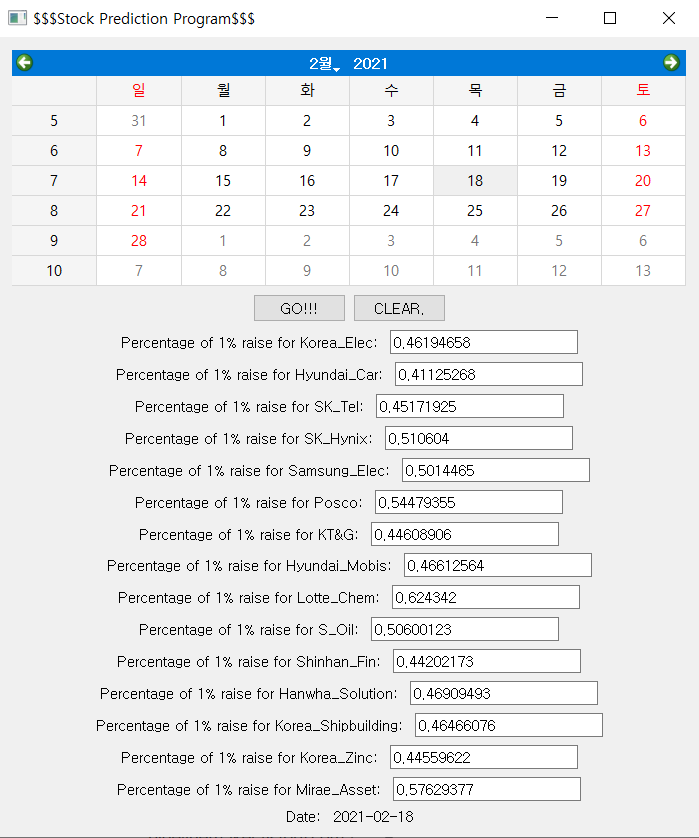 $$$Stock Prediction Program$$$
2월 2021
일 월 화 수 목 금 토
5 31 1 2 3 4 5 6
6 7 8 9 10 11 12 13
7 14 15 16 17 18 19 20
8 21 22 23 24 25 26 27
9 28 1 2 3 4 5 6
10 7 8 9 10 11 12 13
GO!!! CLEAR.
Percentage of 1% raise for Korea_Elec: 0.46194658
Percentage of 1% raise for Hyundai_Car: 0.41125268
Percentage of 1% raise for SK_Tel: 0.45171925
Percentage of 1% raise for SK_Hynix: 0.510604
Percentage of 1% raise for Samsung_Elec: 0.5014465
Percentage of 1% raise for Posco: 0.54479355
Percentage of 1% raise for KT&G: 0.44608906
Percentage of 1% raise for Hyundai_Mobis: 0.46612564
Percentage of 1% raise for Lotte_Chem: 0.624342
Percentage of 1% raise for S_Oil: 0.50600123
Percentage of 1% raise for Shinhan_Fin: 0.44202173
Percentage of 1% raise for Hanwha_Solution: 0.46909493
Percentage of 1% raise for Korea_Shipbuilding: 0.46466076
Percentage of 1% raise for Korea_Zinc: 0.44559622
Percentage of 1% raise for Mirae_Asset: 0.57629377
Date: 2021-02-18